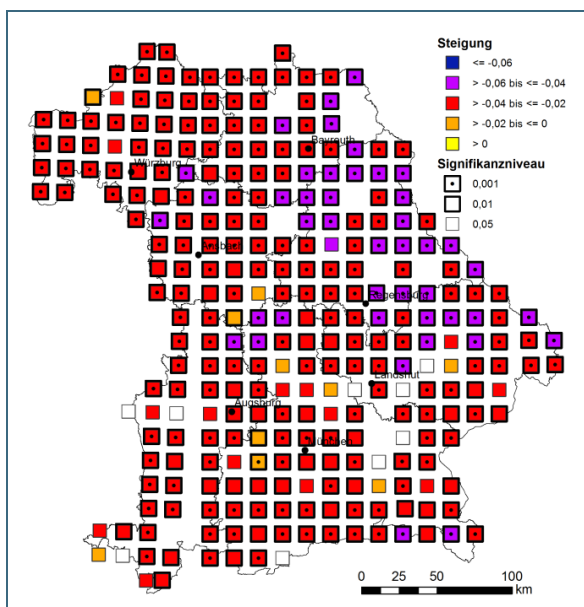 Steigung
<= -0,06
> -0,06 bis <= -0,04
> -0,04 bis <= -0,02
> -0,02 bis <= 0
> 0
Signifikanzniveau
0,001
0,01
0,05
Bayreuth
Würzburg
Ansbach
Regensburg
Landshut
Augsburg
München
0 25 50 100
km